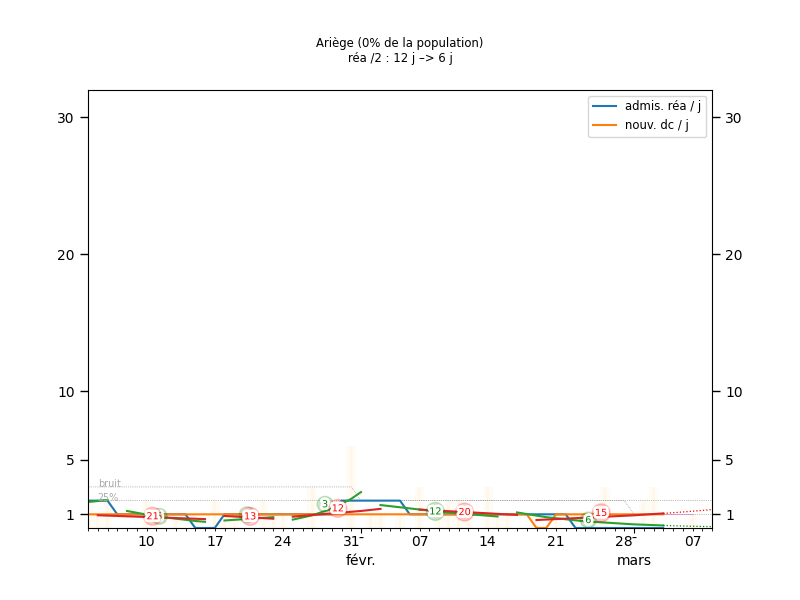 Ariège (0% de la population)
réa /2 : 12 j –> 6 j
admis. réa / j
nouv. dc / j
30 30
20 20
10 10
5 5
bruit
25%
3 12 12 20 15 6
21 13
1 1
10 17 24 31 07 14 21 28 07
févr. mars